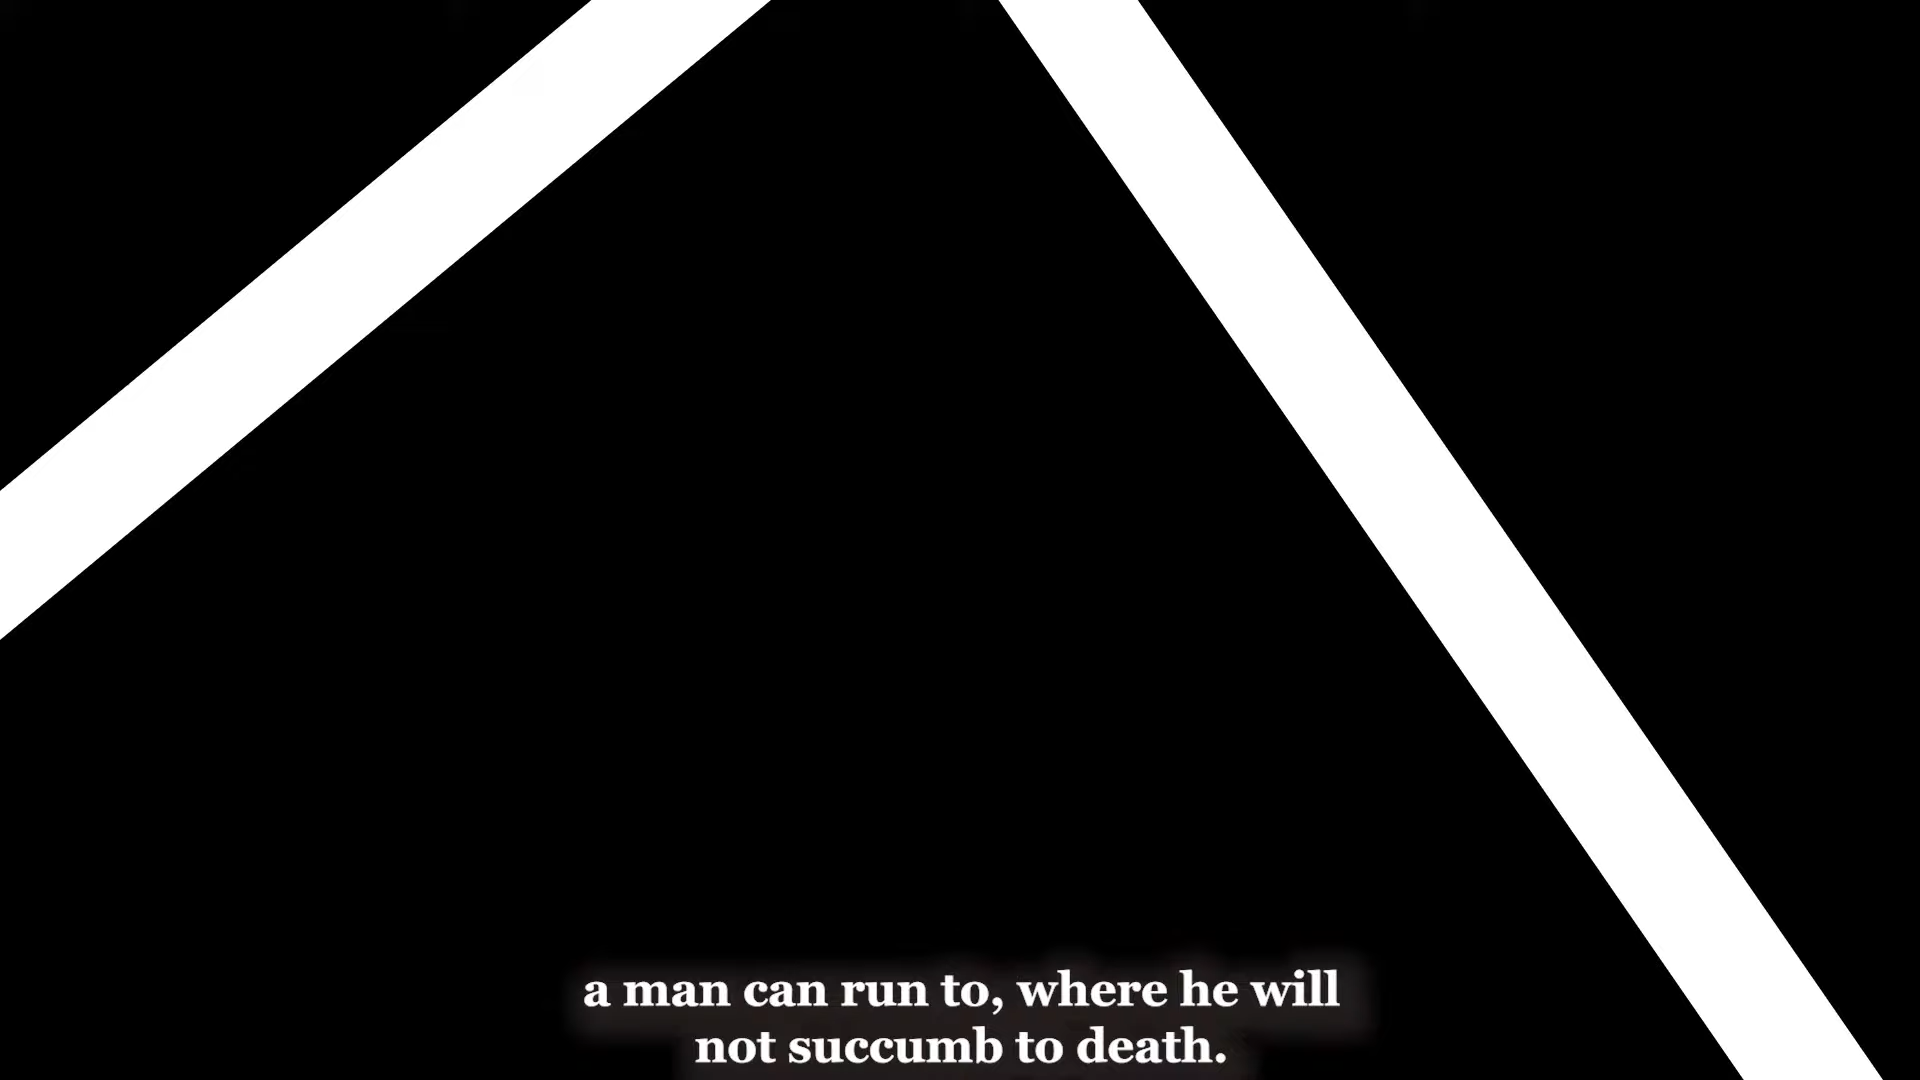 a man can run to, where he will
not succumb to death.